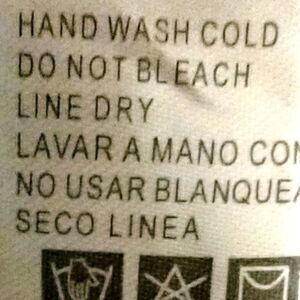 HAND WASH COLD
DO NOT BLEACH
LINE DRY
LAVAR A MANO CON
NO USAR BLANQUEA
SECO LINEA